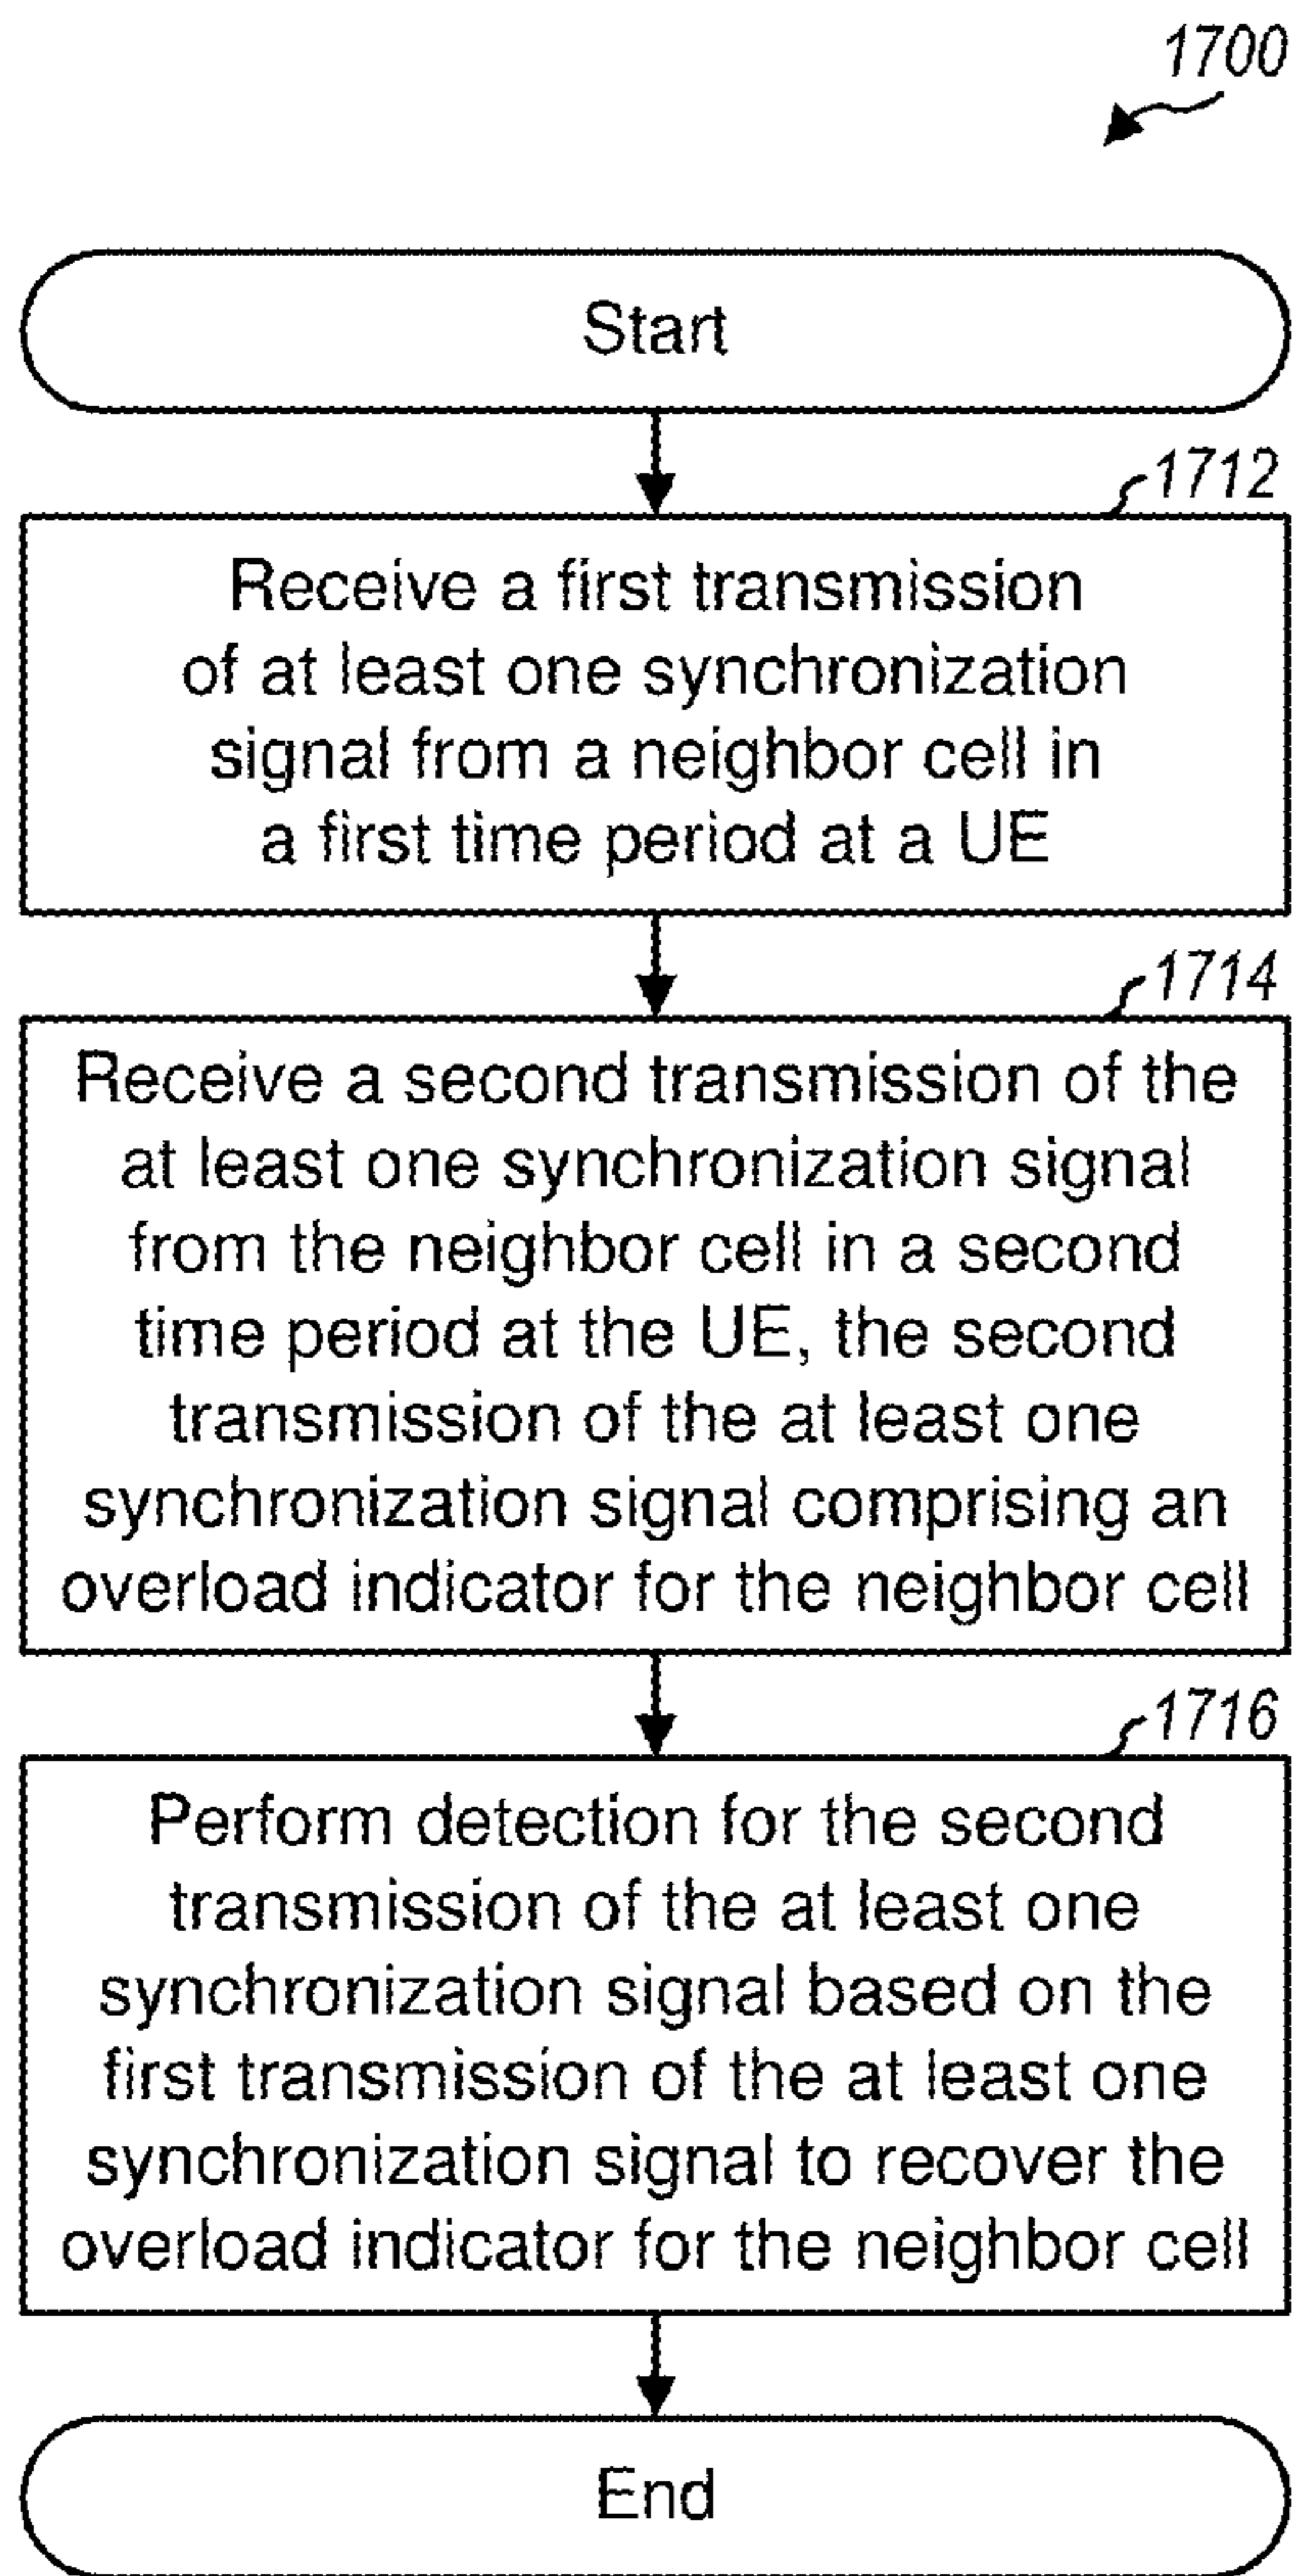 1700
Start
1712
Receive a first transmission
of at least one synchronization
signal from a neighbor cell in
a first time period at a UE
1714
Receive a second transmission of the
at least one synchronization signal
from the neighbor cell in a second
time period at the UE, the second
transmission of the at least one
synchronization signal comprising an
overload indicator for the neighbor cell
1716
Perform detection for the second
transmission of the at least one
synchronization signal based on the
first transmission of the at least one
synchronization signal to recover the
overload indicator for the neighbor cell
End